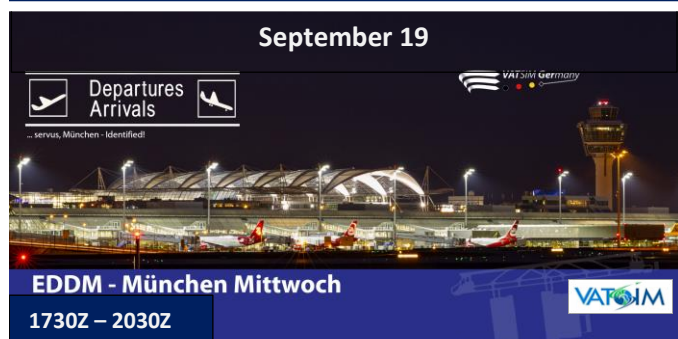 September 19
VATSIM Germany
Departures
Arrivals
... servus, München - Identified!
EDDM - München Mittwoch
VATSIM
1730Z – 2030Z